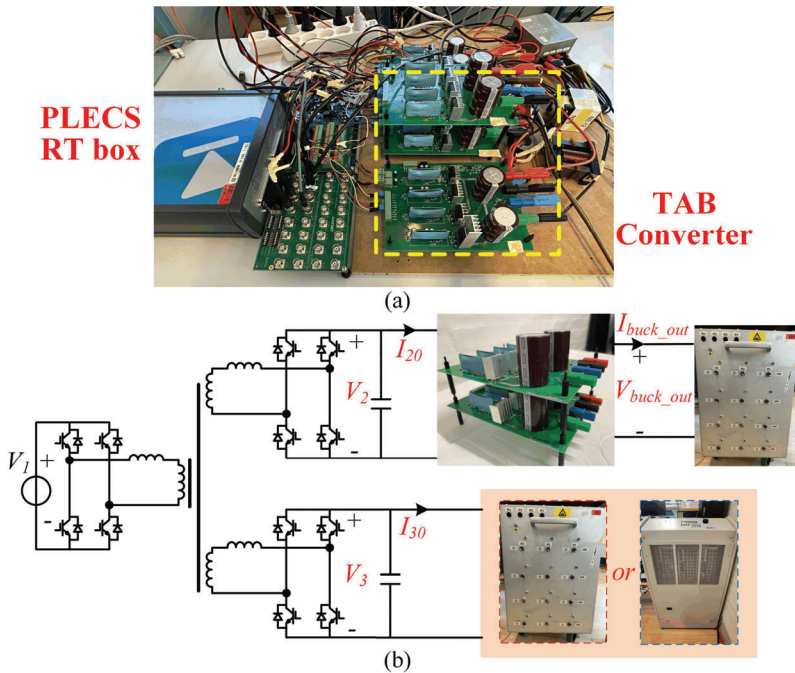 PLECS
RT box
TAB
Converter
(a)
I20
V2
Ibuck_out
+
Vbuck_out
-
+
-
V1
+
-
I30
V3
+
-
or
(b)